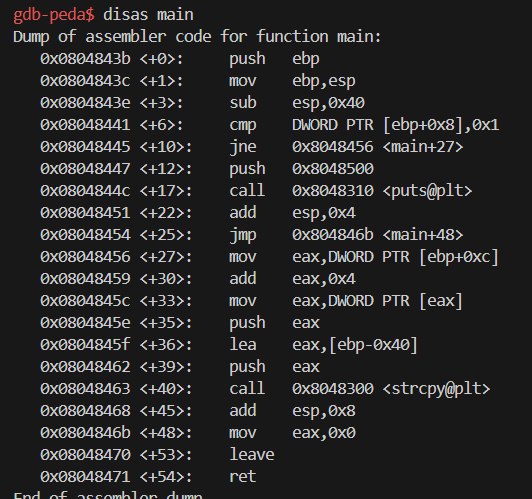 gdb-peda$ disas main
Dump of assembler code for function main:
0x0804843b <+0>: push ebp
0x0804843c <+1>: mov ebp,esp
0x0804843e <+3>: sub esp,0x40
0x08048441 <+6>: cmp DWORD PTR [ebp+0x8],0x1
0x08048445 <+10>: jne 0x8048456 <main+27>
0x08048447 <+12>: push 0x8048500
0x0804844c <+17>: call 0x8048310 <puts@plt>
0x08048451 <+22>: add esp,0x4
0x08048454 <+25>: jmp 0x804846b <main+48>
0x08048456 <+27>: mov eax,DWORD PTR [ebp+0xc]
0x08048459 <+30>: add eax,0x4
0x0804845c <+33>: mov eax,DWORD PTR [eax]
0x0804845e <+35>: push eax
0x0804845f <+36>: lea eax,[ebp-0x40]
0x08048462 <+39>: push eax
0x08048463 <+40>: call 0x8048300 <strcpy@plt>
0x08048468 <+45>: add esp,0x8
0x0804846b <+48>: mov eax,0x0
0x08048470 <+53>: leave
0x08048471 <+54>: ret
End of assembler dump